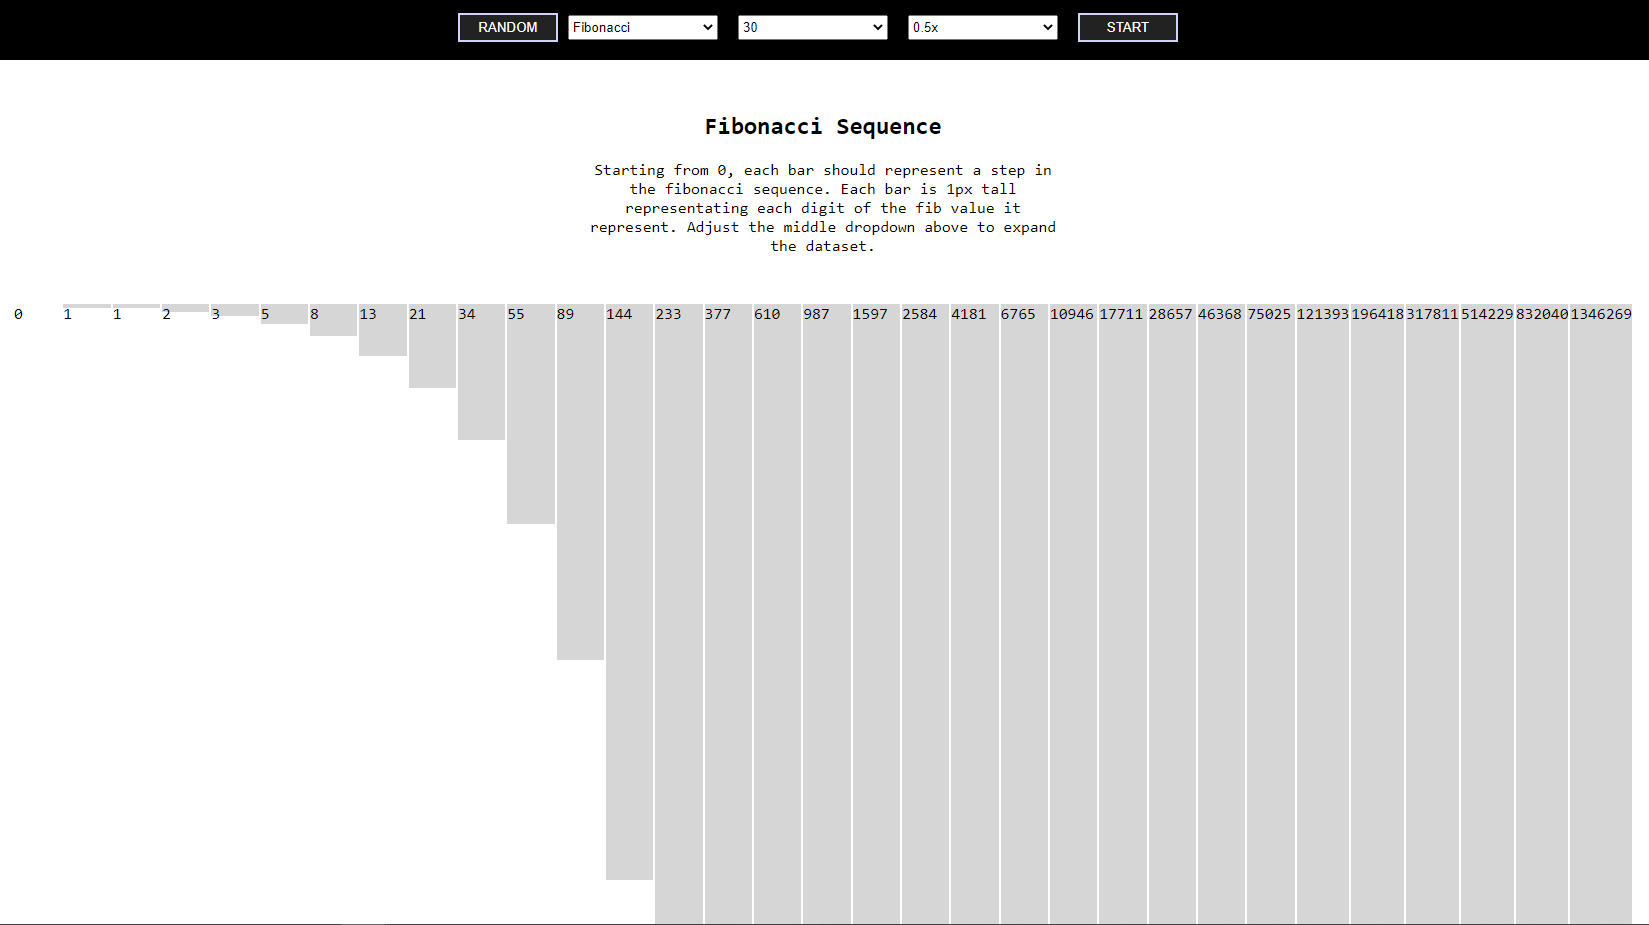 RANDOM Fibonacci 30 0.5x START
Fibonacci Sequence
Starting from 0, each bar should represent a step in
the fibonacci sequence. Each bar is 1px tall
representating each digit of the fib value it
represent. Adjust the middle dropdown above to expand
the dataset.
0 1 1 2 3 5 8 13 21 34 55 89 144 233 377 610 987 1597 2584 4181 6765 10946 17711 28657 46368 75025 121393 196418 317811 514229 832040 1346269